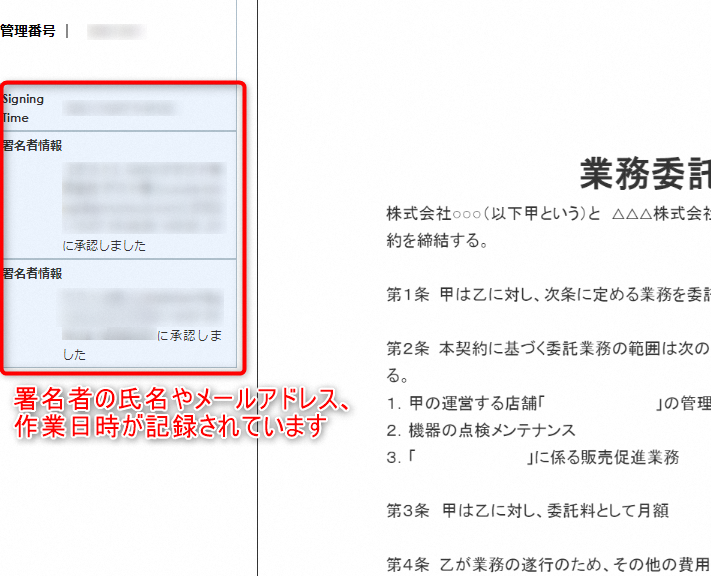 管理番号 |
Signing
Time
署名者情報
に承認しました
署名者情報
に承認しま
した
署名者の氏名やメールアドレス、
作業日時が記録されています
業務委託
株式会社○○○(以下甲という)と △△△株式会社
約を締結する。
第1条 甲は乙に対し、次条に定める業務を委託
第2条 本契約に基づく委託業務の範囲は次の
る。
1. 甲の運営する店舗「 」の管理
2. 機器の点検メンテナンス
3. 「 」に係る販売促進業務
第3条 甲は乙に対し、委託料として月額
第4条 乙が業務の遂行のため、その他の費用